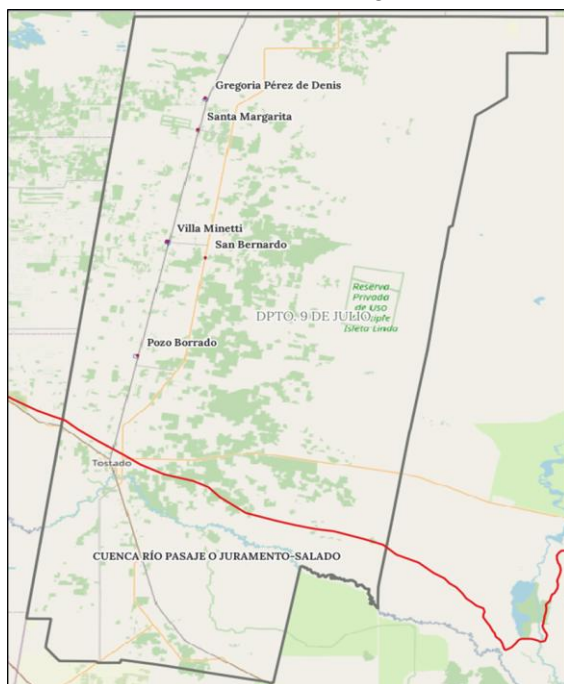 Gregoria Pérez de Denis
Santa Margarita
Villa Minetti
San Bernardo
Reserva
Privada
de Uso
DPTO. 9 DE JULIO
Isleta Linda
Pozo Borrado
Tostado
CUENCA RÍO PASAJE O JURAMENTO-SALADO